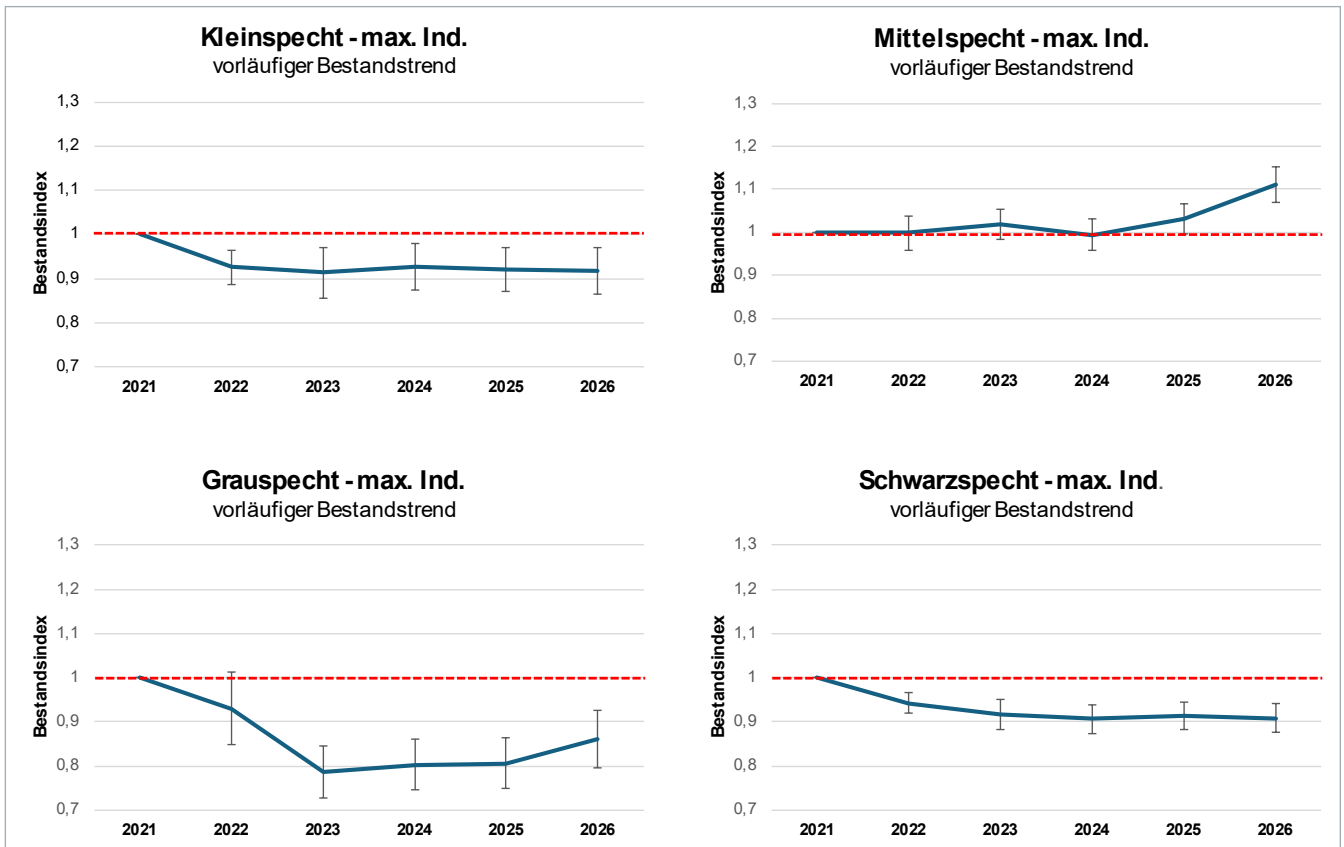 Kleinspecht - max. Ind.
vorläufiger Bestandstrend
Bestandsindex
1,3
1,2
1,1
1
0,9
0,8
0,7
2021 2022 2023 2024 2025 2026
Mittelspecht - max. Ind.
vorläufiger Bestandstrend
Bestandsindex
1,3
1,2
1,1
1
0,9
0,8
0,7
2021 2022 2023 2024 2025 2026
Grauspecht - max. Ind.
vorläufiger Bestandstrend
Bestandsindex
1,3
1,2
1,1
1
0,9
0,8
0,7
2021 2022 2023 2024 2025 2026
Schwarzspecht - max. Ind.
vorläufiger Bestandstrend
Bestandsindex
1,3
1,2
1,1
1
0,9
0,8
0,7
2021 2022 2023 2024 2025 2026